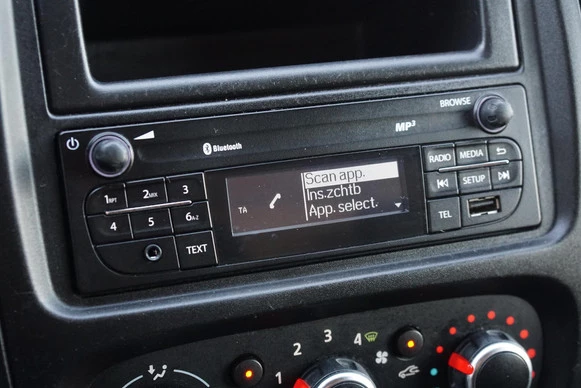 BROWSE
Bluetooth
MP3
RADIO MEDIA
SETUP
TEL
1RPT 2MIX 3
4 5 6A-Z
TEXT
TA
Scan app.
Ins.zchtb
App. select.
1 2 3 4